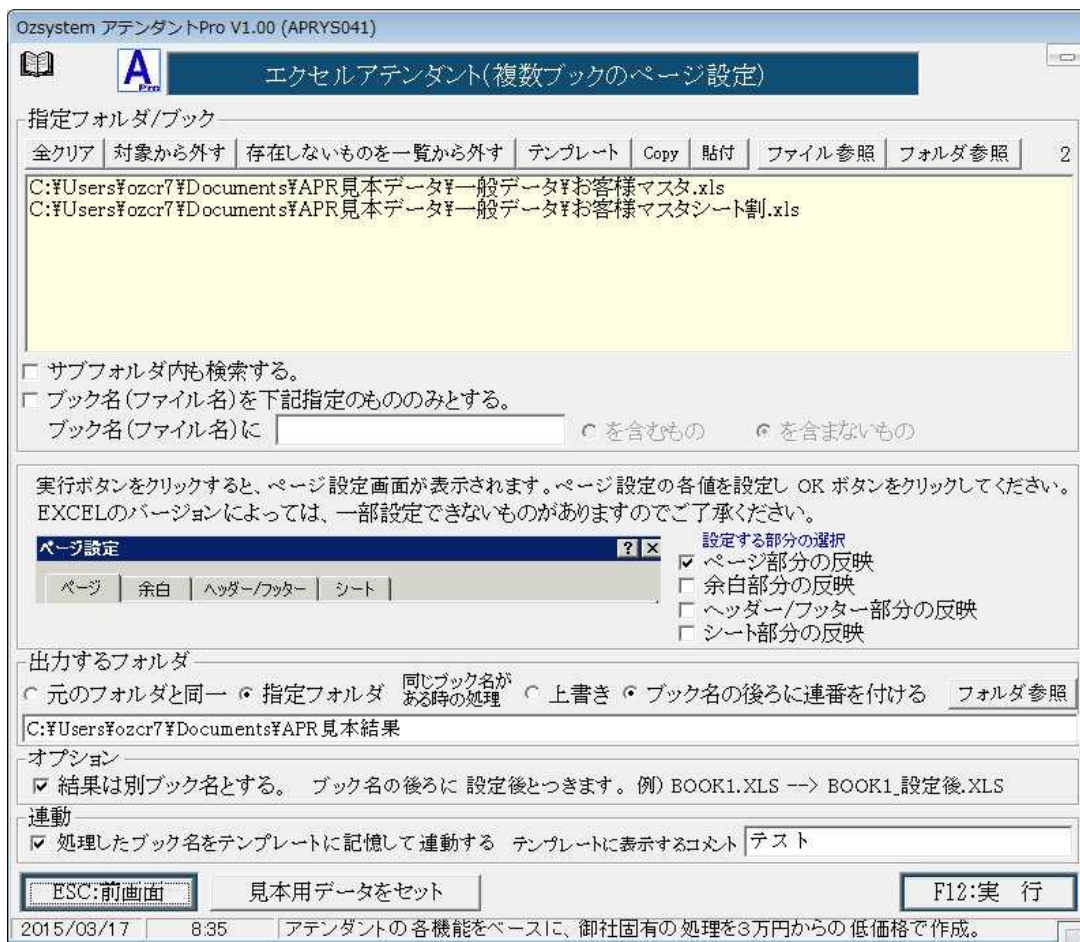 Ozsystem アテンダントPro V1.00 (APRYS041)
A Pro エクセルアテンダント(複数ブックのページ設定)
指定フォルダ/ブック
全クリア 対象から外す 存在しないものを一覧から外す テンプレート Copy 貼付 ファイル参照 フォルダ参照 2
C:¥Users¥ozcr7¥Documents¥APR見本データ¥一般データ¥お客様マスタ.xls
C:¥Users¥ozcr7¥Documents¥APR見本データ¥一般データ¥お客様マスタシート割.xls
サブフォルダ内も検索する。
ブック名(ファイル名)を下記指定のもののみとする。
ブック名(ファイル名)に を含むもの を含まないもの
実行ボタンをクリックすると、ページ設定画面が表示されます。ページ設定の各値を設定し OK ボタンをクリックしてください。
EXCELのバージョンによっては、一部設定できないものがありますのでご了承ください。
設定する部分の選択
ページ設定 ? ×
ページ部分の反映
ページ 余白 ヘッダー/フッター シート
余白部分の反映
ヘッダー/フッター部分の反映
シート部分の反映
出力するフォルダ
元のフォルダと同一 指定フォルダ 同じブック名が
ある時の処理 上書き ブック名の後ろに連番を付ける フォルダ参照
C:¥Users¥ozcr7¥Documents¥APR見本結果
オプション
結果は別ブック名とする。 ブック名の後ろに 設定後とつきます。例) BOOK1.XLS --> BOOK1_設定後.XLS
連動
処理したブック名をテンプレートに記憶して連動する テンプレートに表示するコメント テスト
ESC:前画面 見本用データをセット F12:実 行
2015/03/17 8:35 アテンダントの各機能をベースに、御社固有の処理を3万円からの低価格で作成。